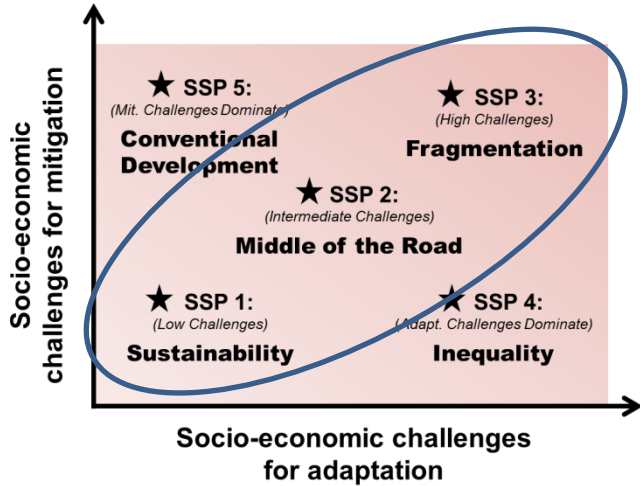 Socio-economic
challenges for mitigation
SSP 5:
(Mit. Challenges Dominate)
Conventional
Development
SSP 3:
(High Challenges)
Fragmentation
SSP 2:
(Intermediate Challenges)
Middle of the Road
SSP 1:
(Low Challenges)
Sustainability
SSP 4:
(Adapt. Challenges Dominate)
Inequality
Socio-economic challenges
for adaptation